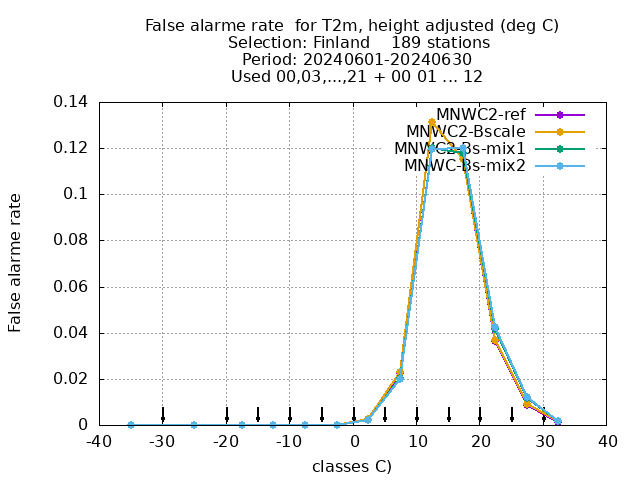 False alarme rate  for T2m, height adjusted (deg C)
Selection: Finland    189 stations
Period: 20240601-20240630
Used 00,03,...,21 + 00 01 ... 12
MNWC2-ref
MNWC2-Bscale
MNWC2-Bs-mix1
MNWC-Bs-mix2
False alarme rate
0.14
0.12
0.1
0.08
0.06
0.04
0.02
0
-40 -30 -20 -10 0 10 20 30 40
classes C)